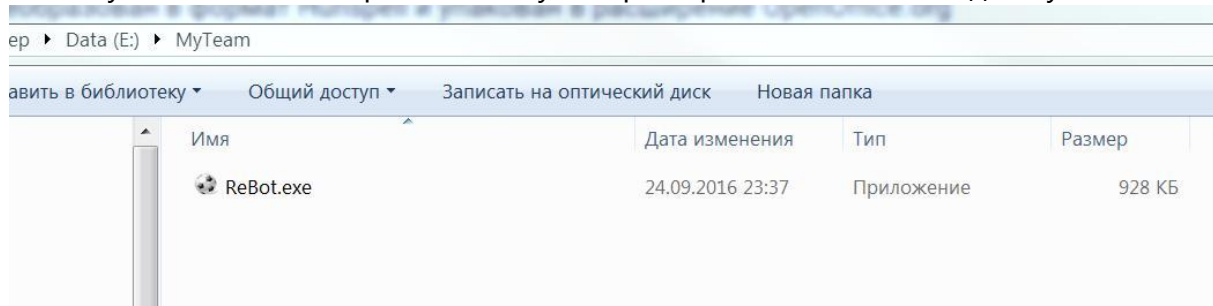 ер ▸ Data (E:) ▸ MyTeam
авить в библиотеку ▾ Общий доступ ▾ Записать на оптический диск Новая папка
Имя Дата изменения Тип Размер
ReBot.exe 24.09.2016 23:37 Приложение 928 КБ